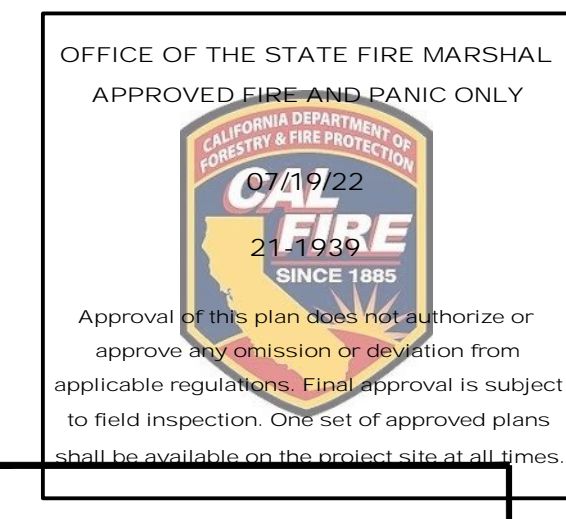 OFFICE OF THE STATE FIRE MARSHAL
APPROVED FIRE AND PANIC ONLY
CALIFORNIA DEPARTMENT OF
FORESTRY & FIRE PROTECTION
CAL
07/19/22
FIRE
21-1939
SINCE 1885
Approval of this plan does not authorize or
approve any omission or deviation from
applicable regulations. Final approval is subject
to field inspection. One set of approved plans
shall be available on the project site at all times.